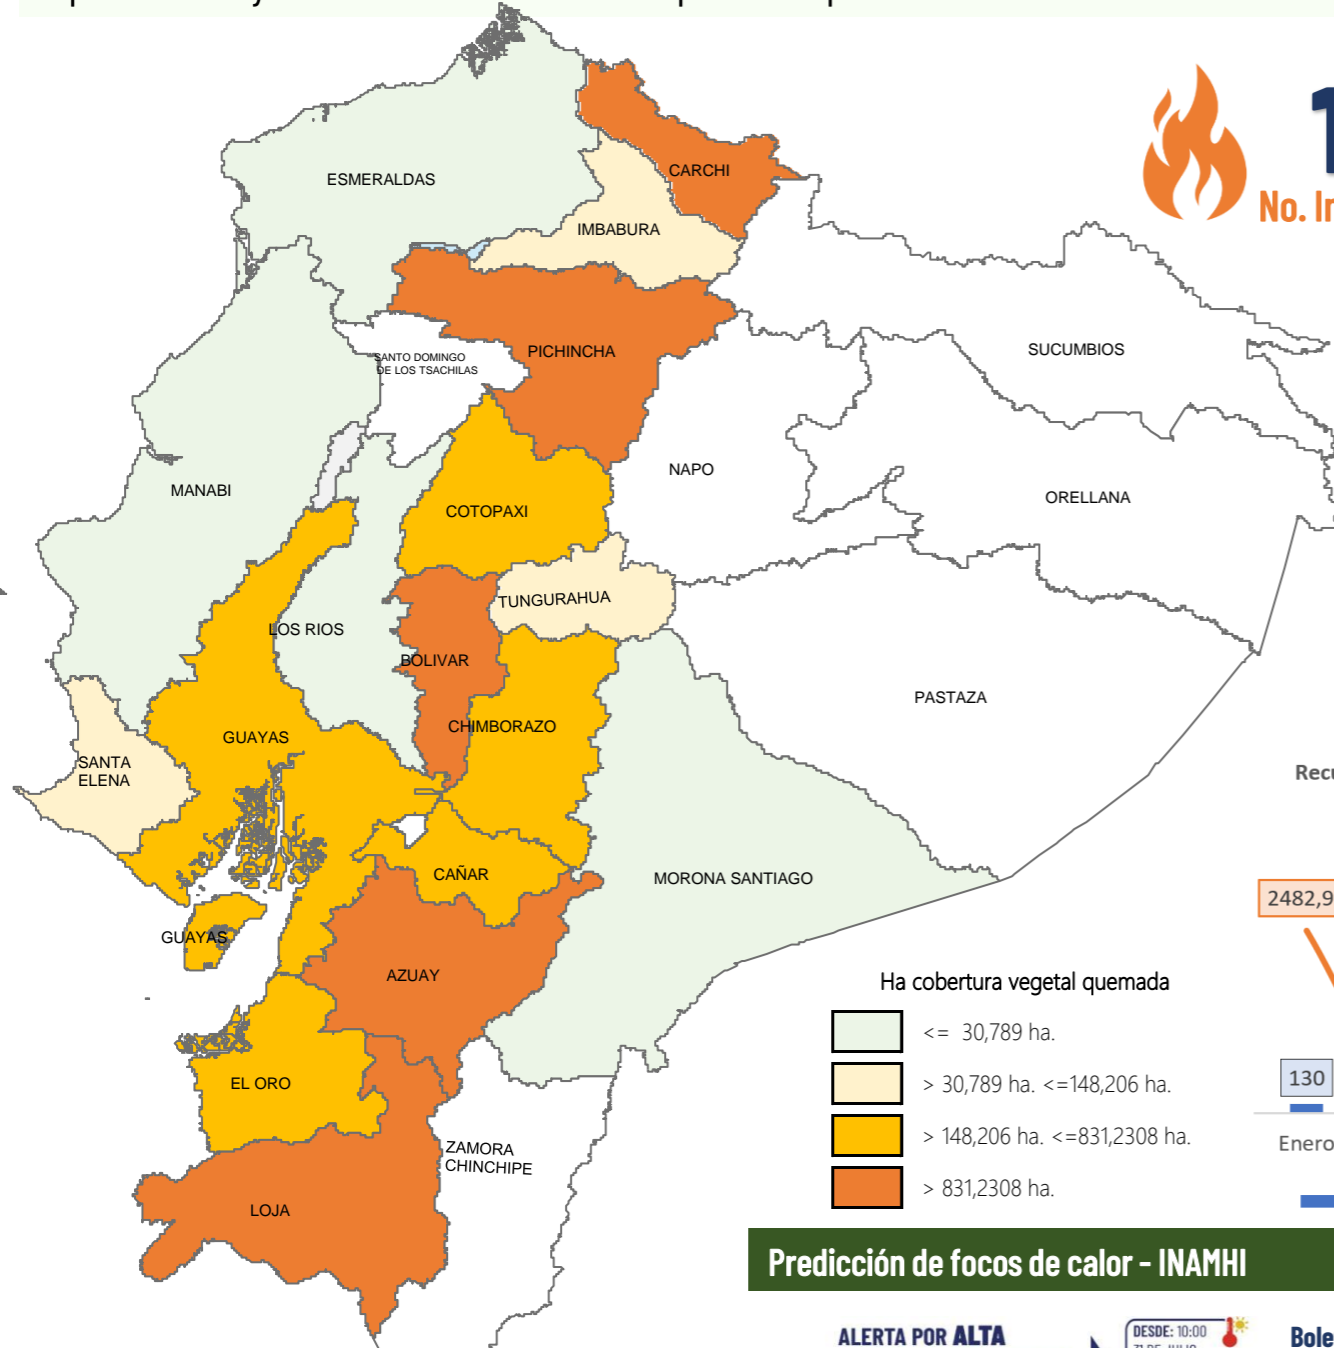 ESMERALDAS
CARCHI
IMBABURA
No.
PICHINCHA
SANTO DOMINGO
DE LOS TSACHILAS
SUCUMBIOS
NAPO
MANABI
COTOPAXI
ORELLANA
TUNGURAHUA
LOS RIOS
BOLIVAR
PASTAZA
CHIMBORAZO
GUAYAS
SANTA
ELENA
CAÑAR
MORONA SANTIAGO
GUAYAS
AZUAY
EL ORO
ZAMORA
CHINCHIPE
LOJA
Ha cobertura vegetal quemada
<= 30,789 ha.
> 30,789 ha. <=148,206 ha.
> 148,206 ha. <=831,2308 ha.
> 831,2308 ha.
2482,9
130
Enero
Predicción de focos de calor - INAMHI
ALERTA POR ALTA
DESDE: 10:00